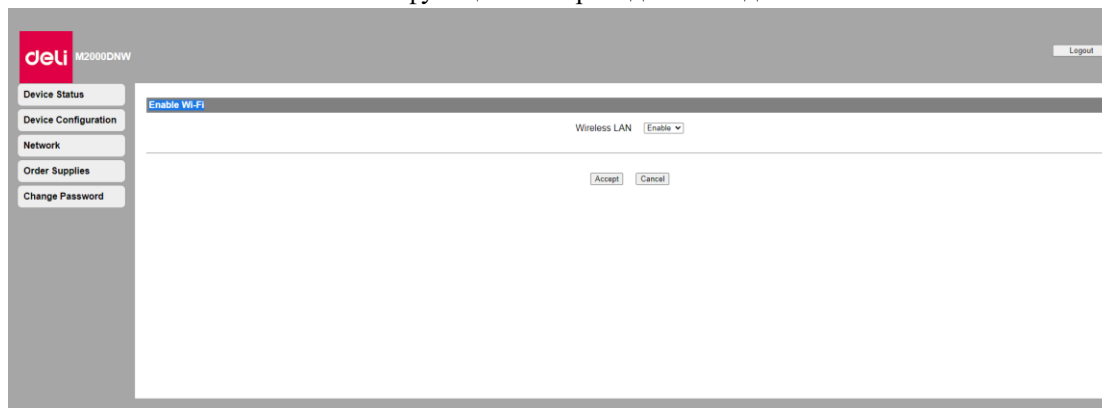 deli M2000DNW
Logout
Device Status
Device Configuration
Network
Order Supplies
Change Password
Enable Wi-Fi
Wireless LAN Enable
Accept Cancel